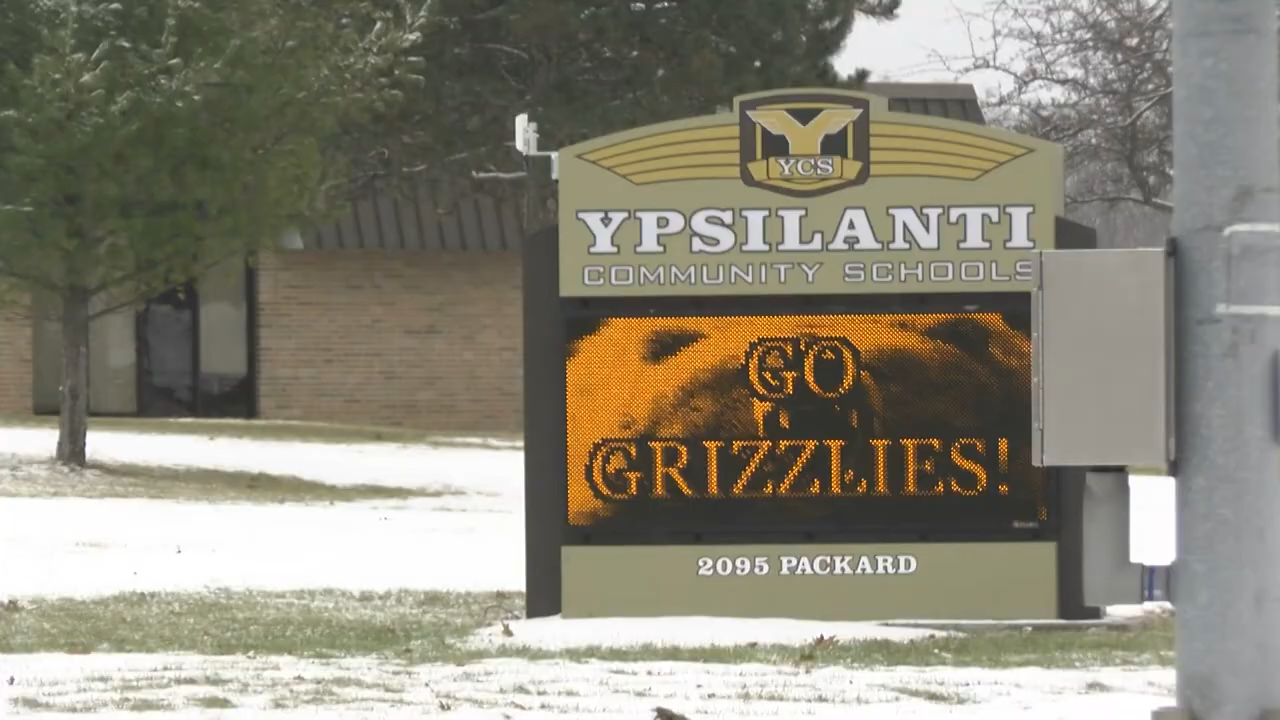 Y
YCS
YPSILANTI
COMMUNITY SCHOOLS
GO
GRIZZLIES!
2095 PACKARD